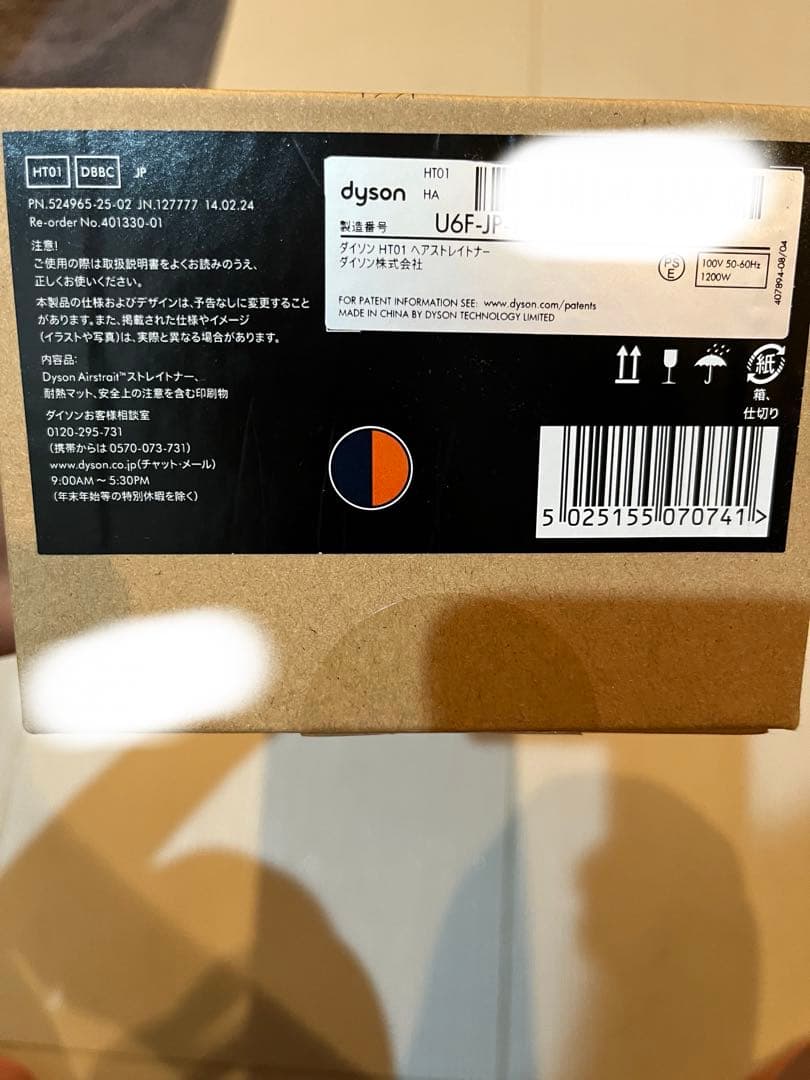 HT01 DBBC JP
PN.524965-25-02 JN.127777 14.02.24
Re-order No.401330-01
注意!
ご使用の際は取扱説明書をよくお読みのうえ、
正しくお使いください。
本製品の仕様およびデザインは、予告なしに変更すること
があります。また、掲載された仕様やイメージ
(イラストや写真)は、実際と異なる場合があります。
内容品:
Dyson Airstrait™ストレイトナー、
耐熱マット、安全上の注意を含む印刷物
ダイソンお客様相談室
0120-295-731
(携帯からは 0570-073-731)
www.dyson.co.jp(チャット・メール)
9:00AM ~ 5:30PM
(年末年始等の特別休暇を除く)
dyson
HT01
HA
製造番号 U6F-JP-
ダイソン HT01 ヘアストレイトナー
ダイソン株式会社
PS
E
100V 50-60Hz
1200W
FOR PATENT INFORMATION SEE: www.dyson.com/patents
MADE IN CHINA BY DYSON TECHNOLOGY LIMITED
407894-08/04
紙
箱、
仕切り
5 025155 070741 >